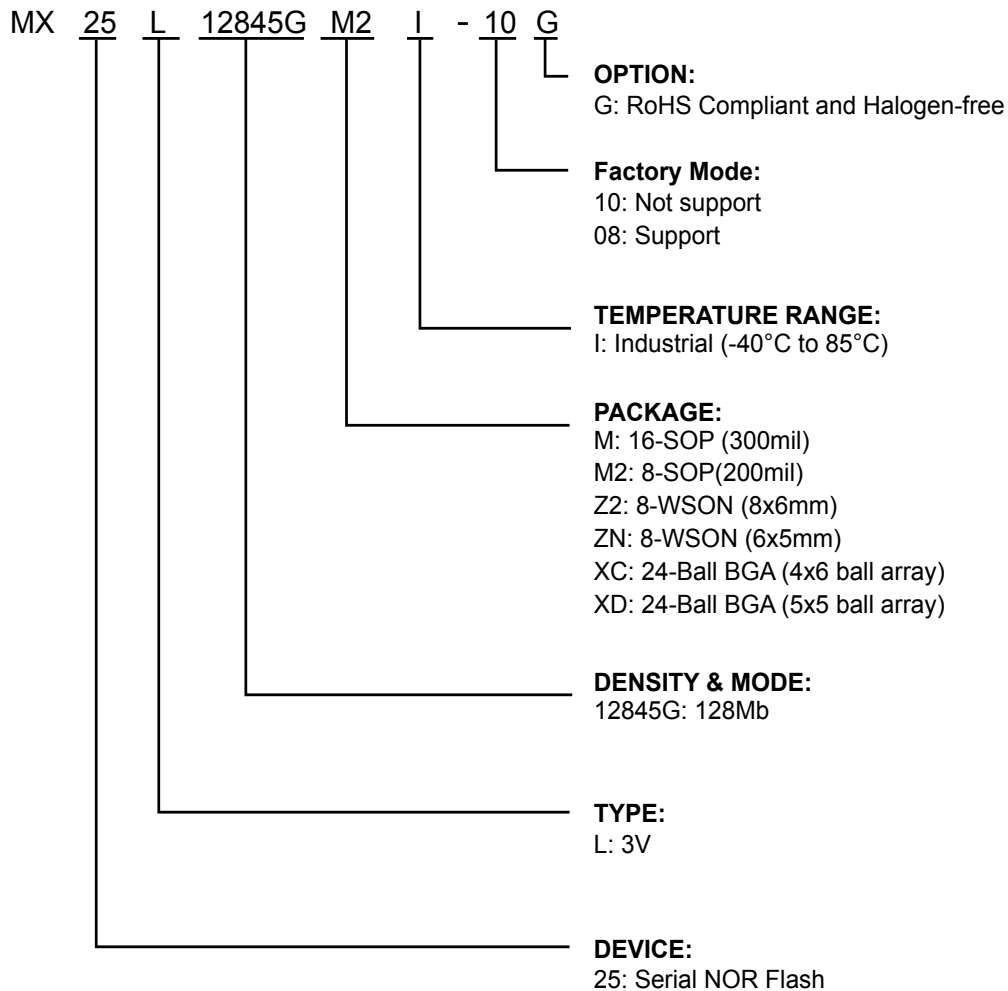 MX 25 L 12845G M2 I - 10 G
OPTION:
G: RoHS Compliant and Halogen-free
Factory Mode:
10: Not support
08: Support
TEMPERATURE RANGE:
I: Industrial (-40°C to 85°C)
PACKAGE:
M: 16-SOP (300mil)
M2: 8-SOP(200mil)
Z2: 8-WSON (8x6mm)
ZN: 8-WSON (6x5mm)
XC: 24-Ball BGA (4x6 ball array)
XD: 24-Ball BGA (5x5 ball array)
DENSITY & MODE:
12845G: 128Mb
TYPE:
L: 3V
DEVICE:
25: Serial NOR Flash